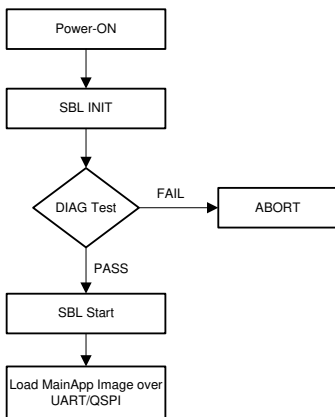 Power-ON
SBL INIT
DIAG Test
FAIL
ABORT
PASS
SBL Start
Load MainApp Image over
UART/QSPI